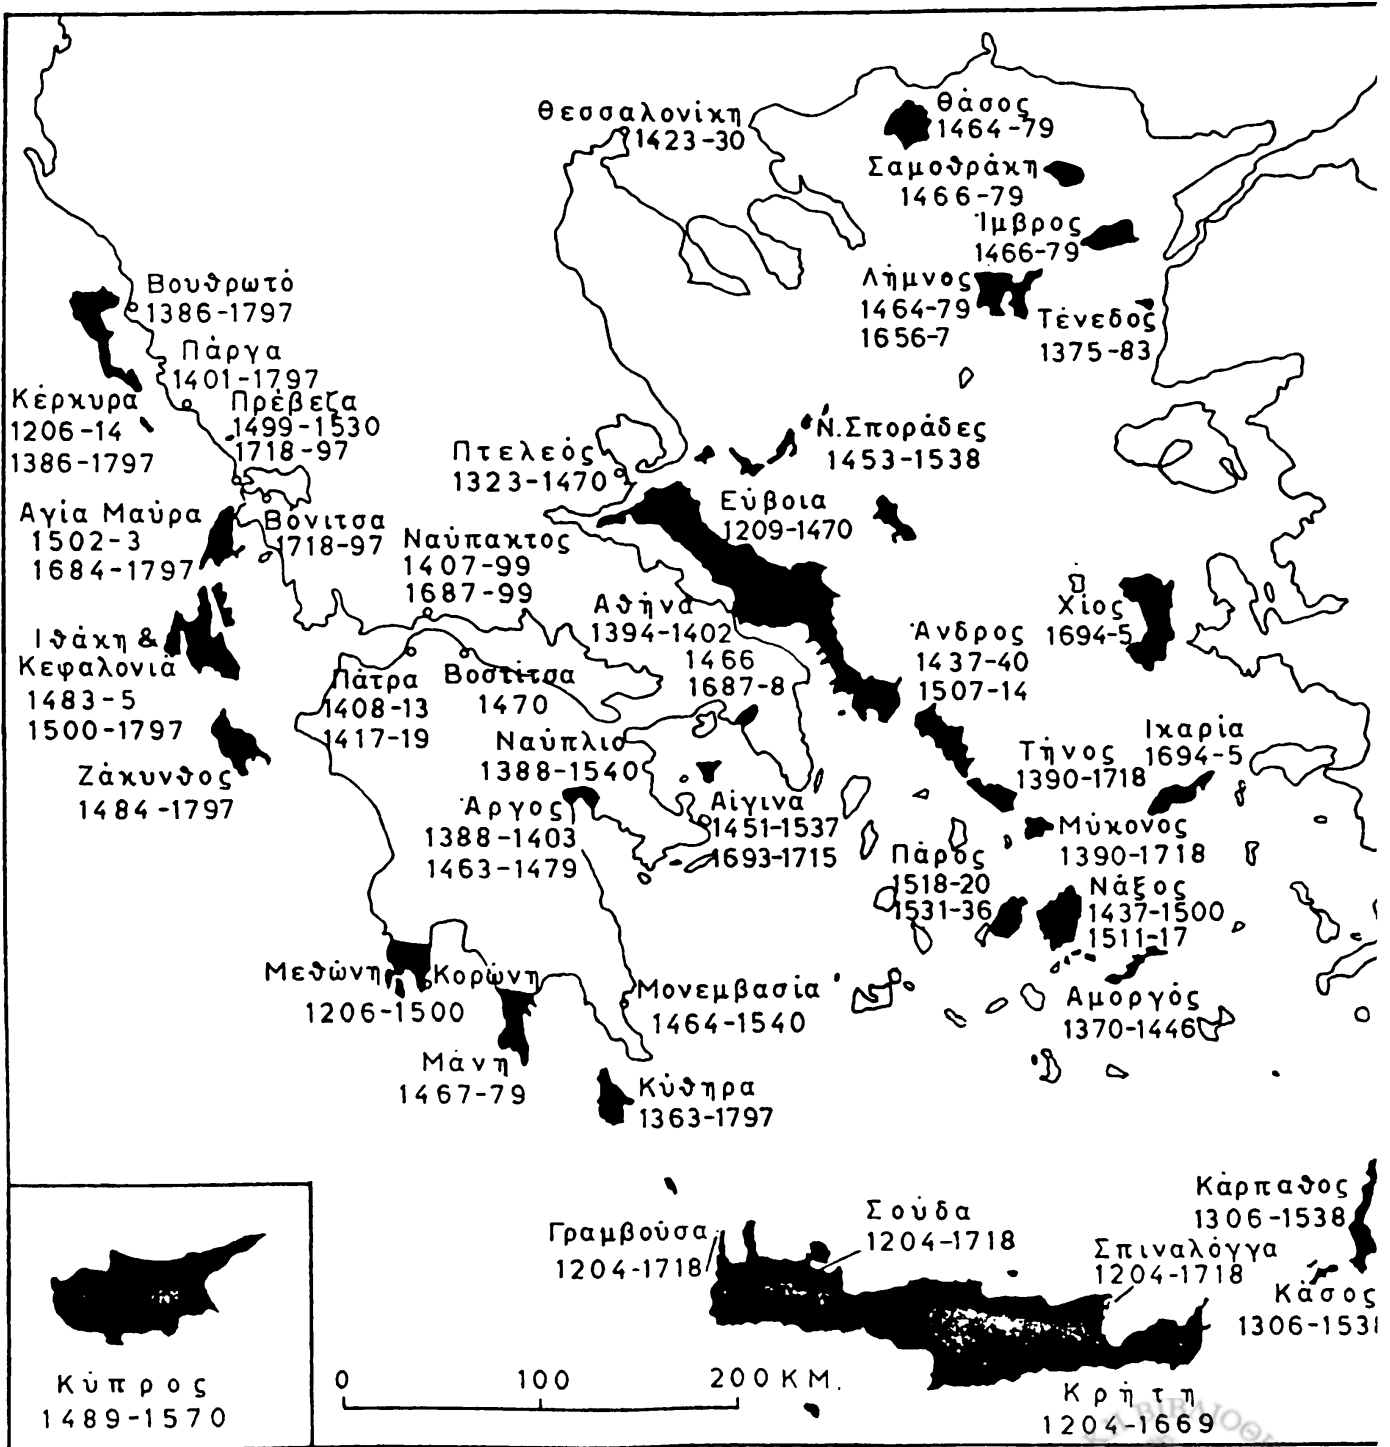 Θεσσαλονίκη
1423-30
Θάσος
1464-79
Σαμοθράκη
1466-79
Ἴμβρος
1466-79
Λήμνος
1464-79
1656-7
Τένεδος
1375-83
Βουθρωτό
1386-1797
Πάργα
1401-1797
Κέρκυρα
1206-14
1386-1797
Πρέβεζα
1499-1530
1718-97
Πτελεός
1323-1470
Ν.Σποράδες
1453-1538
Εύβοια
1209-1470
Αγία Μαύρα
1502-3
1684-1797
Βόνιτσα
1718-97
Ναύπακτος
1407-99
1687-99
Αθήνα
1394-1402
1466
1687-8
Χίος
1694-5
Ἄνδρος
1437-40
1507-14
Ιθάκη &
Κεφαλονιά
1483-5
1500-1797
Πάτρα
1408-13
1417-19
Βοστίτσα
1470
Ζάκυνθος
1484-1797
Ναύπλιο
1388-1540
Τήνος
1390-1718
Ικαρία
1694-5
Ἄργος
1388-1403
1463-1479
Αίγινα
1451-1537
1693-1715
Μύκονος
1390-1718
Πάρος
1518-20
1531-36
Νάξος
1437-1500
1511-17
Μεθώνη
Κορώνη
1206-1500
Μονεμβασία
1464-1540
Αμοργός
1370-1446
Μάνη
1467-79
Κύθηρα
1363-1797
Κάρπαθος
1306-1538
Γραμβούσα
1204-1718
Σούδα
1204-1718
Σπιναλόγγα
1204-1718
Κάσος
1306-1538
Κύπρος
1489-1570
0 100 200 ΚΜ.
Κρήτη
1204-1669